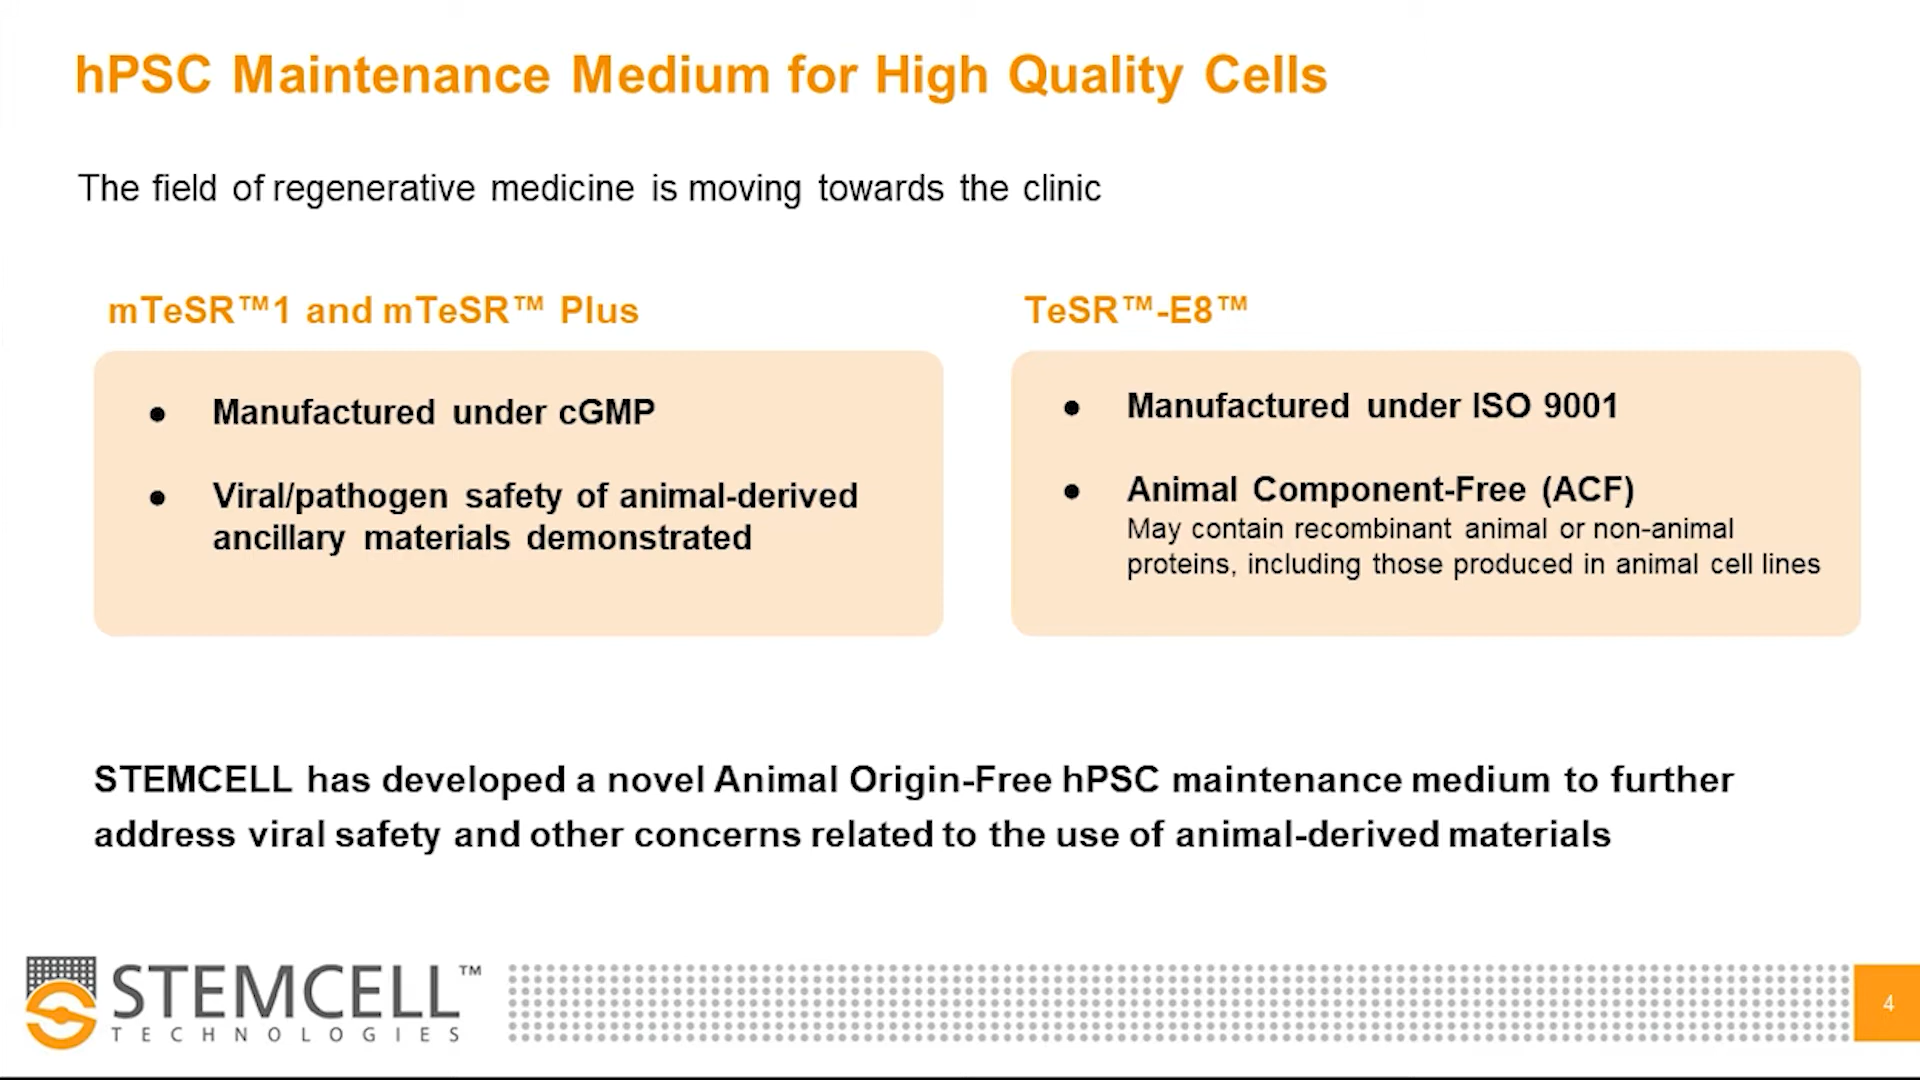 hPSC Maintenance Medium for High Quality Cells
The field of regenerative medicine is moving towards the clinic
mTeSR™1 and mTeSR™ Plus
● Manufactured under cGMP
● Viral/pathogen safety of animal-derived
ancillary materials demonstrated
TeSR™-E8™
● Manufactured under ISO 9001
● Animal Component-Free (ACF)
May contain recombinant animal or non-animal
proteins, including those produced in animal cell lines
STEMCELL has developed a novel Animal Origin-Free hPSC maintenance medium to further
address viral safety and other concerns related to the use of animal-derived materials
STEMCELL™
TECHNOLOGIES
4